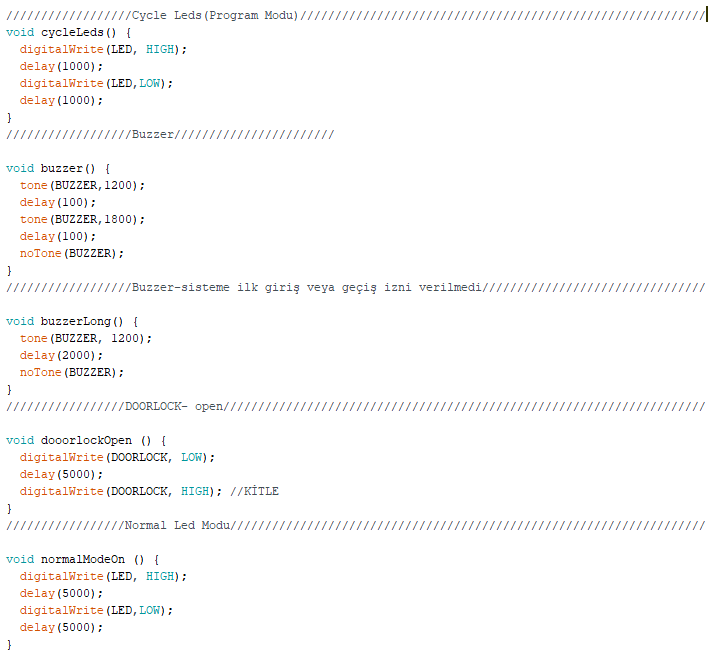 //////////////////Cycle Leds(Program Modu)//////////////////////////////////////////////////////////
void cycleLeds() {
  digitalWrite(LED, HIGH);
  delay(1000);
  digitalWrite(LED,LOW);
  delay(1000);
}
//////////////////Buzzer///////////////////////
void buzzer() {
  tone(BUZZER,1200);
  delay(100);
  tone(BUZZER,1800);
  delay(100);
  noTone(BUZZER);
}
//////////////////Buzzer-sisteme ilk giriş veya geçiş izni verilmedi////////////////////////////////
void buzzerLong() {
  tone(BUZZER, 1200);
  delay(2000);
  noTone(BUZZER);
}
/////////////////DOORLOCK- open/////////////////////////////////////////////////////////////////////
void dooorlockOpen () {
  digitalWrite(DOORLOCK, LOW);
  delay(5000);
  digitalWrite(DOORLOCK, HIGH); //KİTLE
}
/////////////////Normal Led Modu////////////////////////////////////////////////////////////////////
void normalModeOn () {
  digitalWrite(LED, HIGH);
  delay(5000);
  digitalWrite(LED,LOW);
  delay(5000);
}